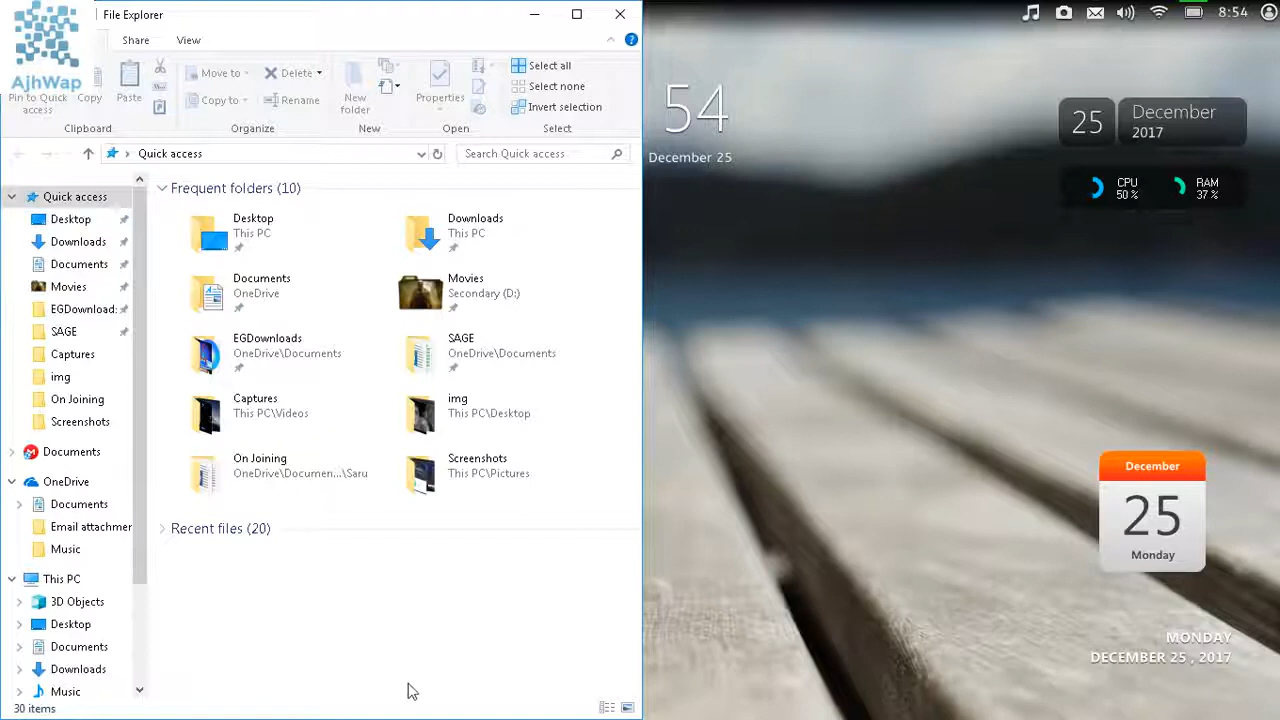 File Explorer
AjhWap
Share
View
Pin to Quick access
Copy
Paste
Move to
Copy to
Delete
Rename
New folder
Properties
Select all
Select none
Invert selection
Clipboard
Organize
New
Open
Select
Quick access
Search Quick access
Quick access
Desktop
Downloads
Documents
Movies
EGDownload:
SAGE
Captures
img
On Joining
Screenshots
Documents
OneDrive
Documents
Email attachmer
Music
This PC
3D Objects
Desktop
Documents
Downloads
Music
Frequent folders (10)
Desktop
This PC
Downloads
This PC
Documents
OneDrive
Movies
Secondary (D:)
EGDownloads
OneDrive\Documents
SAGE
OneDrive\Documents
Captures
This PC\Videos
img
This PC\Desktop
On Joining
OneDrive\Documen...\Saru
Screenshots
This PC\Pictures
Recent files (20)
30 items
8:54
54
December 25
25
December
2017
CPU
50 %
RAM
37 %
December
25
Monday
MONDAY
DECEMBER 25 , 2017